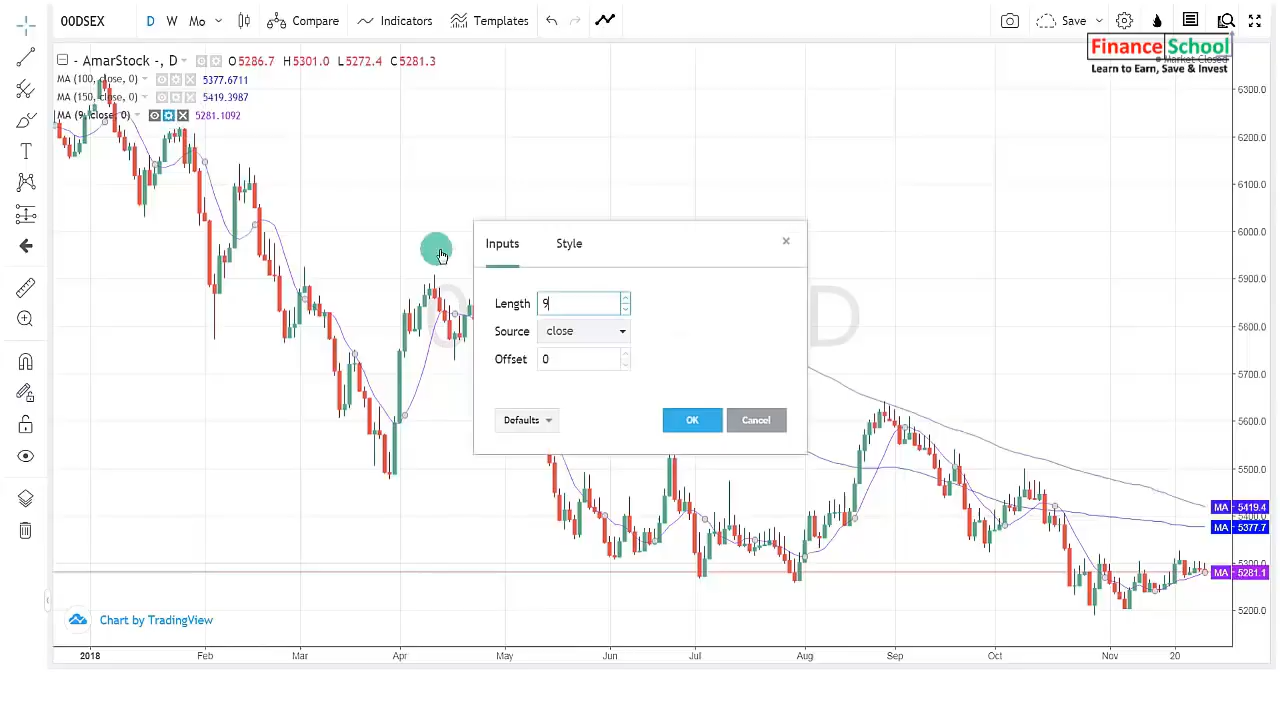 00DSEX
D W Mo
Compare
Indicators
Templates
Save
FinanceSchool
Learn to Earn, Save & Invest
Market Closed
- AmarStock -, D
O5286.7 H5301.0 L5272.4 C5281.3
MA (100, close, 0) 5377.6711
MA (150, close, 0) 5419.3987
MA (9, close, 0) 5281.1092
Inputs
Style
×
Length 9
Source close
Offset 0
Defaults
OK
Cancel
D
6300.0
6200.0
6100.0
6000.0
5900.0
5800.0
5700.0
5600.0
5500.0
MA 5419.4
5400.0
MA 5377.7
5300.0
MA 5281.1
5200.0
Chart by TradingView
2018 Feb Mar Apr May Jun Jul Aug Sep Oct Nov 20